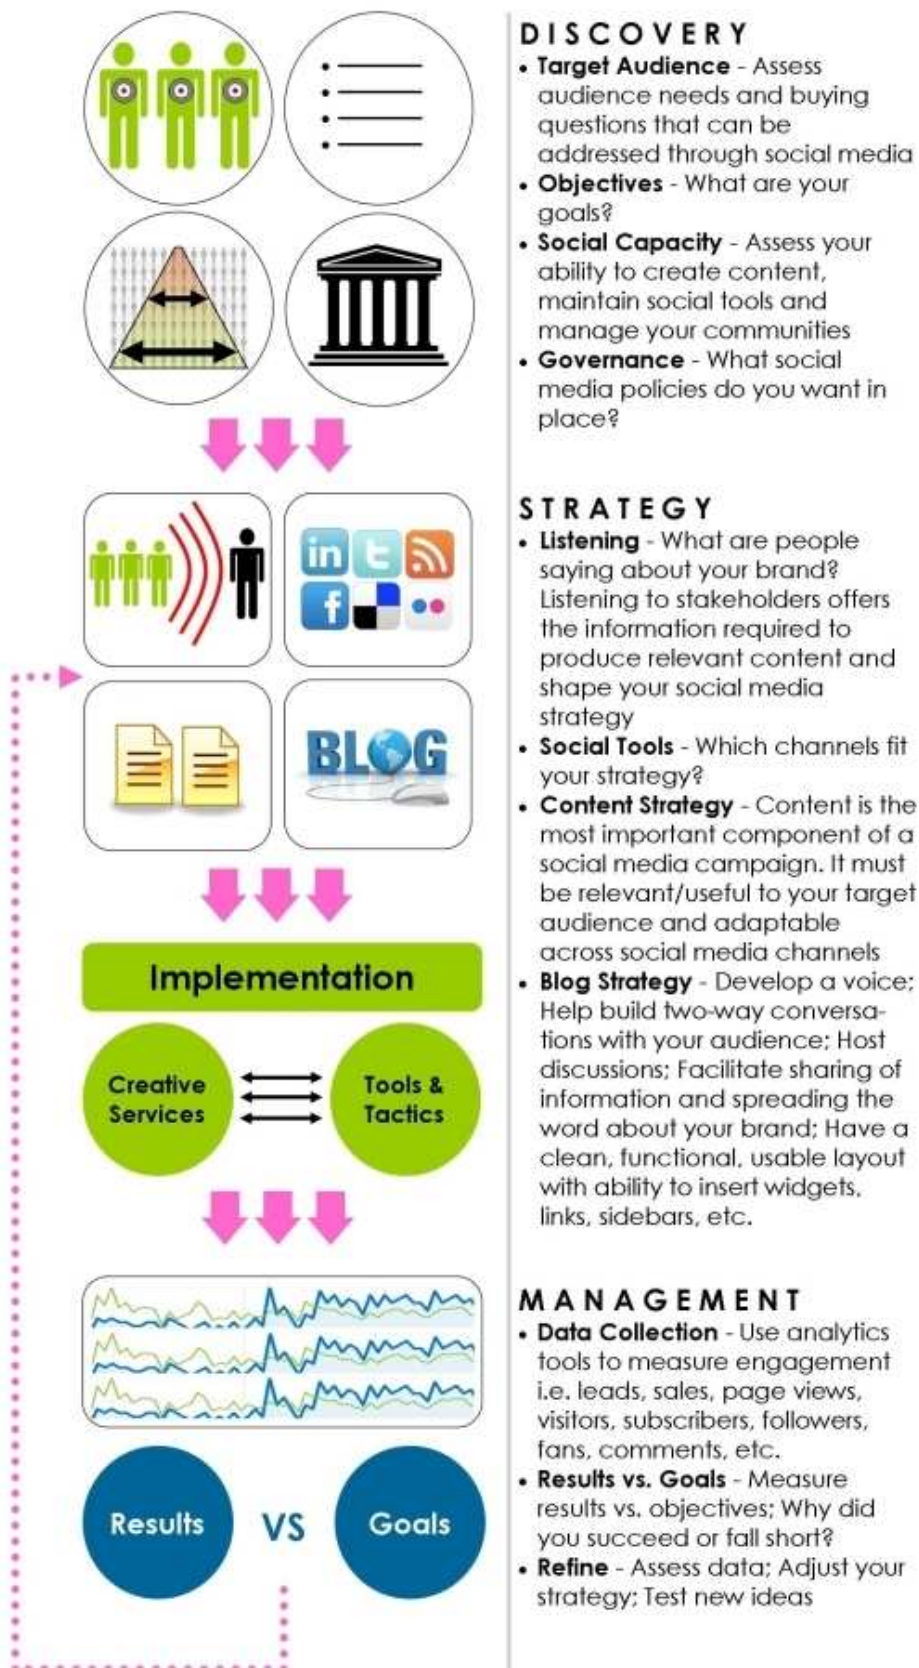 DISCOVERY
• Target Audience - Assess
audience needs and buying
questions that can be
addressed through social media
• Objectives - What are your
goals?
• Social Capacity - Assess your
ability to create content,
maintain social tools and
manage your communities
• Governance - What social
media policies do you want in
place?
in t
f
BLOG
STRATEGY
• Listening - What are people
saying about your brand?
Listening to stakeholders offers
the information required to
produce relevant content and
shape your social media
strategy
• Social Tools - Which channels fit
your strategy?
• Content Strategy - Content is the
most important component of a
social media campaign. It must
be relevant/useful to your target
audience and adaptable
across social media channels
• Blog Strategy - Develop a voice;
Help build two-way conversa-
tions with your audience; Host
discussions; Facilitate sharing of
information and spreading the
word about your brand; Have a
clean, functional, usable layout
with ability to insert widgets,
links, sidebars, etc.
Implementation
Creative
Services
Tools &
Tactics
MANAGEMENT
• Data Collection - Use analytics
tools to measure engagement
i.e. leads, sales, page views,
visitors, subscribers, followers,
fans, comments, etc.
• Results vs. Goals - Measure
results vs. objectives; Why did
you succeed or fall short?
• Refine - Assess data; Adjust your
strategy; Test new ideas
Results VS Goals